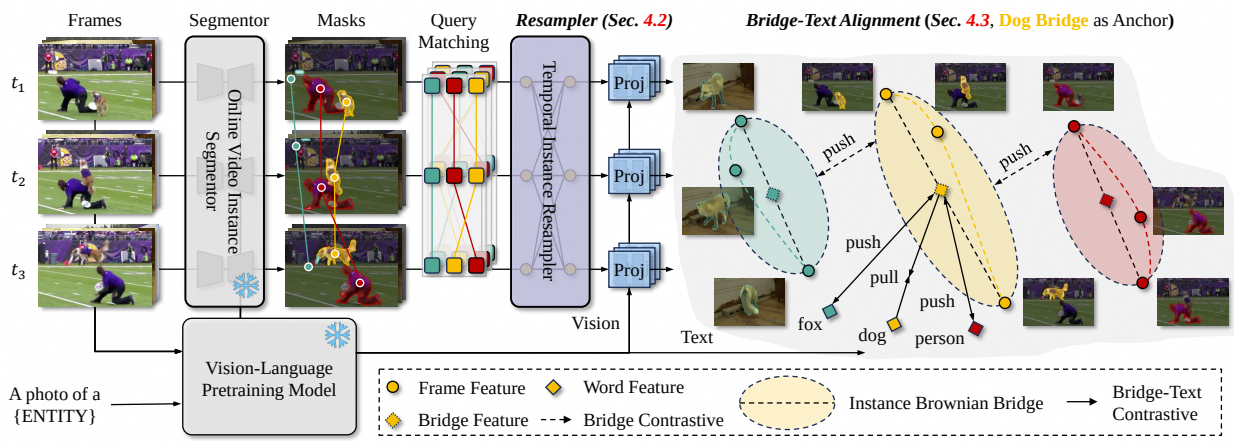 Frames
Segmentor
Masks
Query
Matching
Resampler (Sec. 4.2)
Bridge-Text Alignment (Sec. 4.3, Dog Bridge as Anchor)
t1
t2
t3
Online Video Instance
Segmentor
Temporal Instance Resampler
Proj
Proj
Proj
push
push
push
pull
push
fox
dog
person
Vision
Text
Vision-Language
Pretraining Model
A photo of a
{ENTITY}
Frame Feature
Word Feature
Bridge Feature
Bridge Contrastive
Instance Brownian Bridge
Bridge-Text
Contrastive